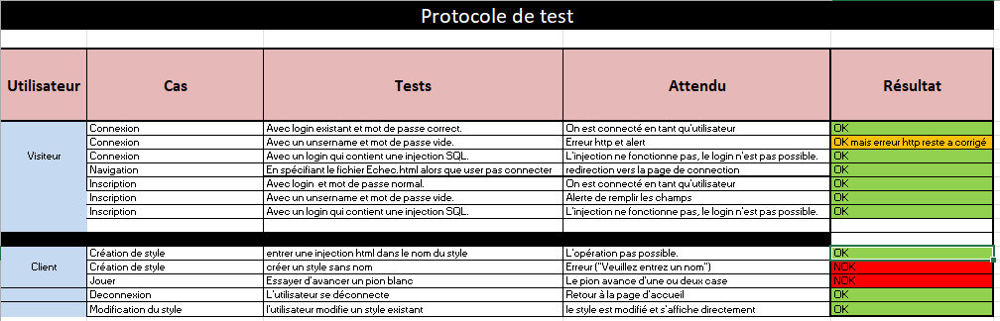 Protocole de test
Utilisateur Cas Tests Attendu Résultat
Connexion Avec login existant et mot de passe correct. On est connecté en tant qu'utilisateur OK
Connexion Avec un unsername et mot de passe vide. Erreur http et alert OK mais erreur http reste a corrigé
Visiteur Connexion Avec un login qui contient une injection SQL. L'injection ne fonctionne pas, le login n'est pas possible. OK
Navigation En spécifiant le fichier Echec.html alors que user pas connecter redirection vers la page de connection OK
Inscription Avec login et mot de passe normal. On est connecté en tant qu'utilisateur OK
Inscription Avec un unsername et mot de passe vide. Alerte de remplir les champs OK
Inscription Avec un login qui contient une injection SQL. L'injection ne fonctionne pas, le login n'est pas possible. OK
Création de style entrer une injection html dans le nom du style L'opération pas possible. OK
Client Création de style créer un style sans nom Erreur ("Veuillez entrez un nom") NOK
Jouer Essayer d'avancer un pion blanc Le pion avance d'une ou deux case NOK
Deconnexion L'utilisateur se déconnecte Retour à la page d'accueil OK
Modification du style l'utilisateur modifie un style existant le style est modifié et s'affiche directement OK